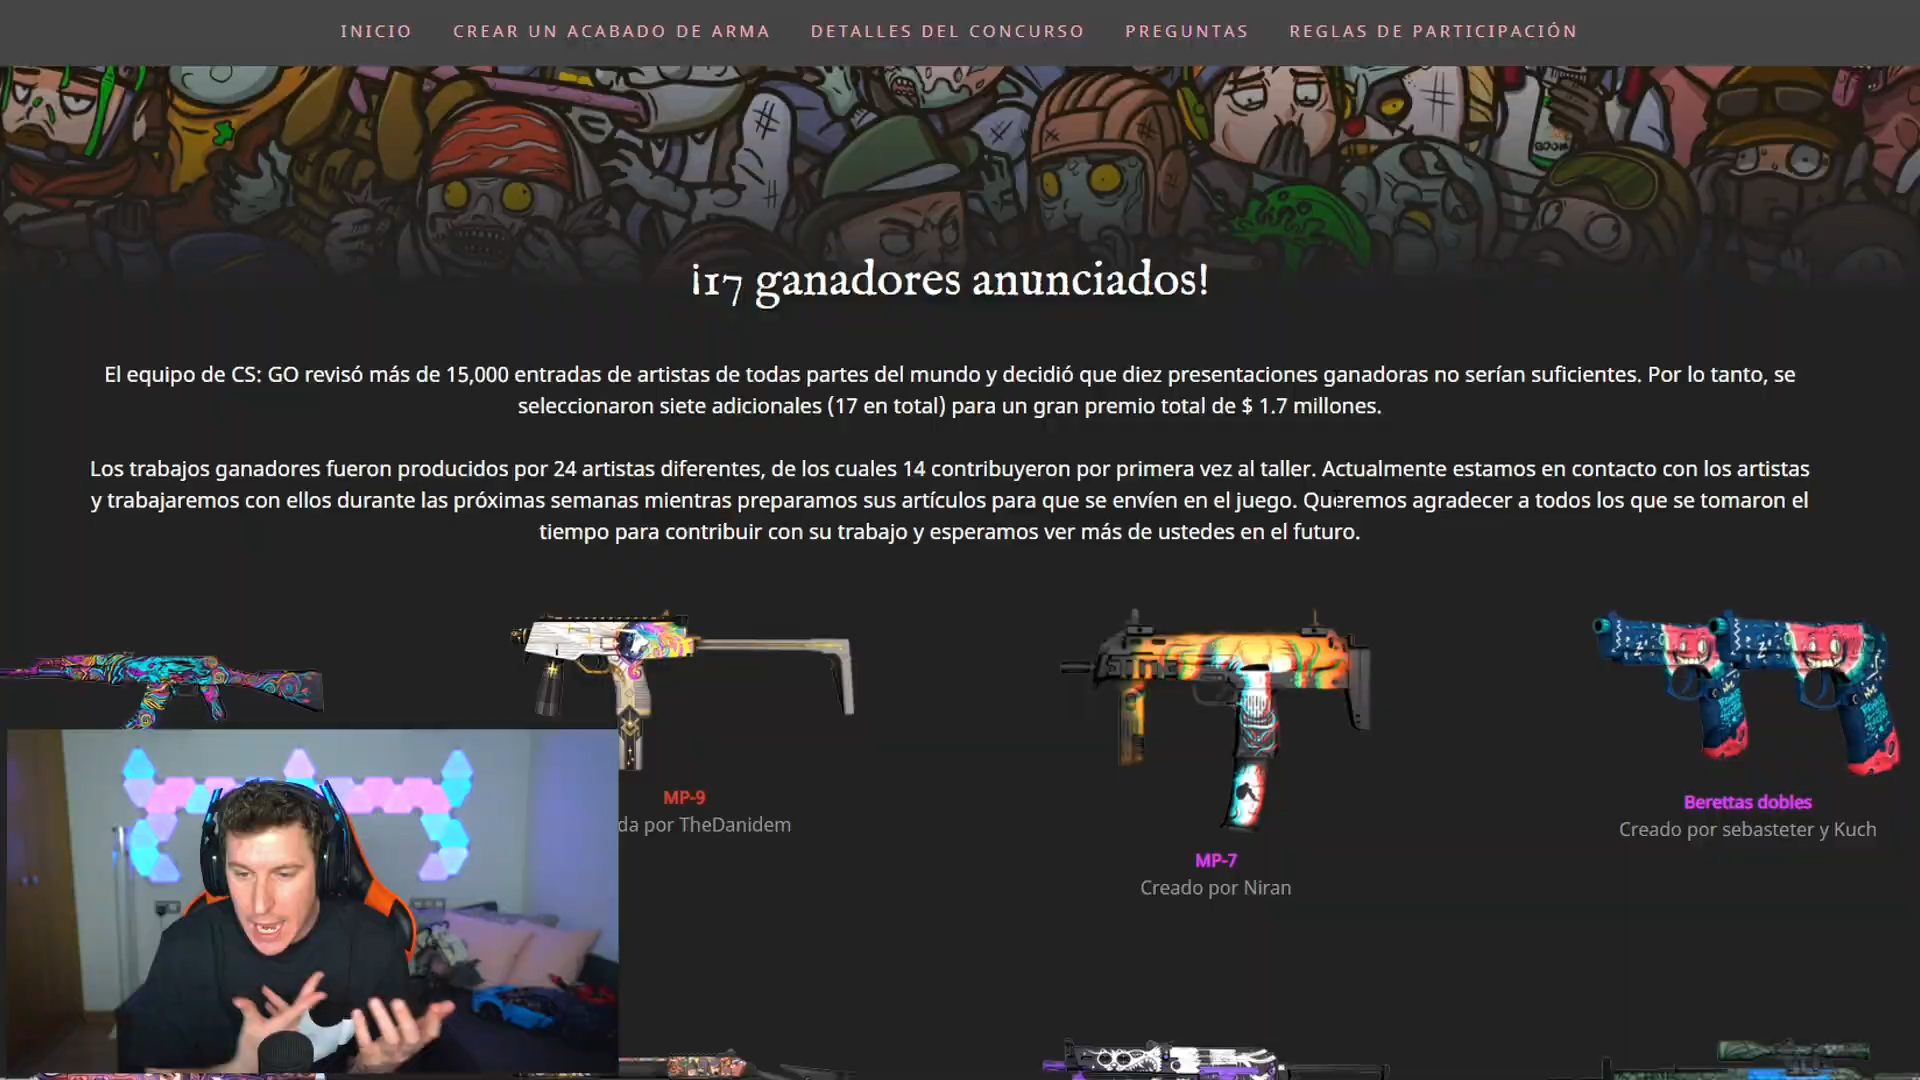 INICIO CREAR UN ACABADO DE ARMA DETALLES DEL CONCURSO PREGUNTAS REGLAS DE PARTICIPACIÓN
¡17 ganadores anunciados!
El equipo de CS: GO revisó más de 15,000 entradas de artistas de todas partes del mundo y decidió que diez presentaciones ganadoras no serían suficientes. Por lo tanto, se
seleccionaron siete adicionales (17 en total) para un gran premio total de $ 1.7 millones.
Los trabajos ganadores fueron producidos por 24 artistas diferentes, de los cuales 14 contribuyeron por primera vez al taller. Actualmente estamos en contacto con los artistas
y trabajaremos con ellos durante las próximas semanas mientras preparamos sus artículos para que se envíen en el juego. Queremos agradecer a todos los que se tomaron el
tiempo para contribuir con su trabajo y esperamos ver más de ustedes en el futuro.
MP-9
da por TheDanidem
MP-7
Creado por Niran
Berettas dobles
Creado por sebasteter y Kuch